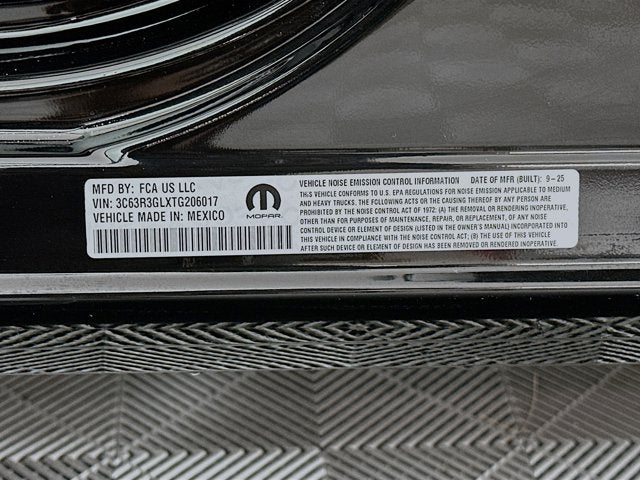 MFD BY: FCA US LLC
VIN: 3C63R3GLXTG206017
VEHICLE MADE IN: MEXICO
MOPAR
VEHICLE NOISE EMISSION CONTROL INFORMATION DATE OF MFR (BUILT): 9-25
THIS VEHICLE CONFORMS TO U.S. EPA REGULATIONS FOR NOISE EMISSION APPLICABLE TO MEDIUM
AND HEAVY TRUCKS. THE FOLLOWING ACTS OR THE CAUSING THEREOF BY ANY PERSON ARE
PROHIBITED BY THE NOISE CONTROL ACT OF 1972: (A) THE REMOVAL OR RENDERING INOPERATIVE,
OTHER THAN FOR PURPOSES OF MAINTENANCE, REPAIR, OR REPLACEMENT, OF ANY NOISE
CONTROL DEVICE OR ELEMENT OF DESIGN (LISTED IN THE OWNER'S MANUAL) INCORPORATED INTO
THIS VEHICLE IN COMPLIANCE WITH THE NOISE CONTROL ACT; (B) THE USE OF THIS VEHICLE
AFTER SUCH DEVICE OR ELEMENT OF DESIGN HAS BEEN REMOVED OR RENDERED INOPERATIVE.